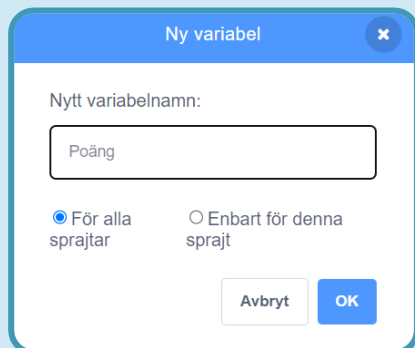 Ny variabel
Nytt variabelnamn:
Poäng
För alla
sprajtar
Enbart för denna
sprajt
Avbryt
OK